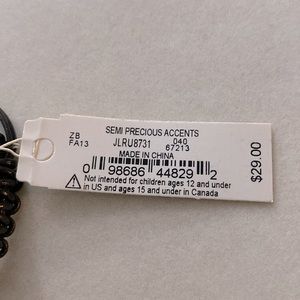 SEMI PRECIOUS ACCENTS
ZB JLRU8731 040
FA13 67213
MADE IN CHINA
0 98686 44829 2
Not intended for children ages 12 and under
in US and ages 15 and under in Canada
$29.00